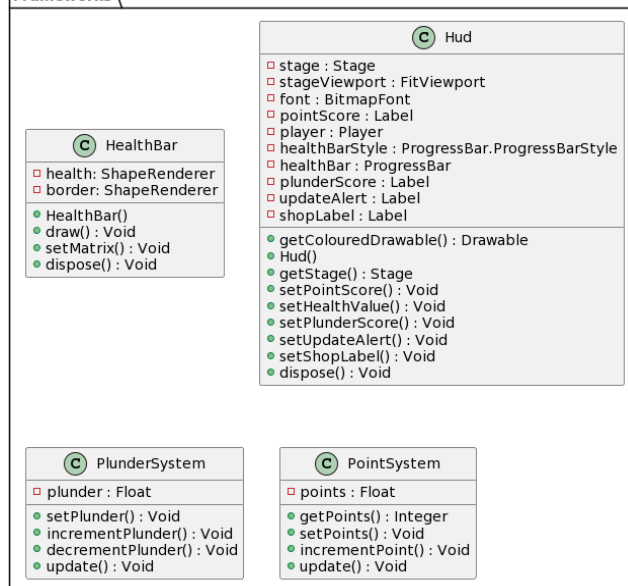 Frameworks
C HealthBar
health: ShapeRenderer
border: ShapeRenderer
HealthBar()
draw() : Void
setMatrix() : Void
dispose() : Void
C Hud
stage : Stage
stageViewport : FitViewport
font : BitmapFont
pointScore : Label
player : Player
healthBarStyle : ProgressBar.ProgressBarStyle
healthBar : ProgressBar
plunderScore : Label
updateAlert : Label
shopLabel : Label
getColouredDrawable() : Drawable
Hud()
getStage() : Stage
setPointScore() : Void
setHealthValue() : Void
setPlunderScore() : Void
setUpdateAlert() : Void
setShopLabel() : Void
dispose() : Void
C PlunderSystem
plunder : Float
setPlunder() : Void
incrementPlunder() : Void
decrementPlunder() : Void
update() : Void
C PointSystem
points : Float
getPoints() : Integer
setPoints() : Void
incrementPoint() : Void
update() : Void